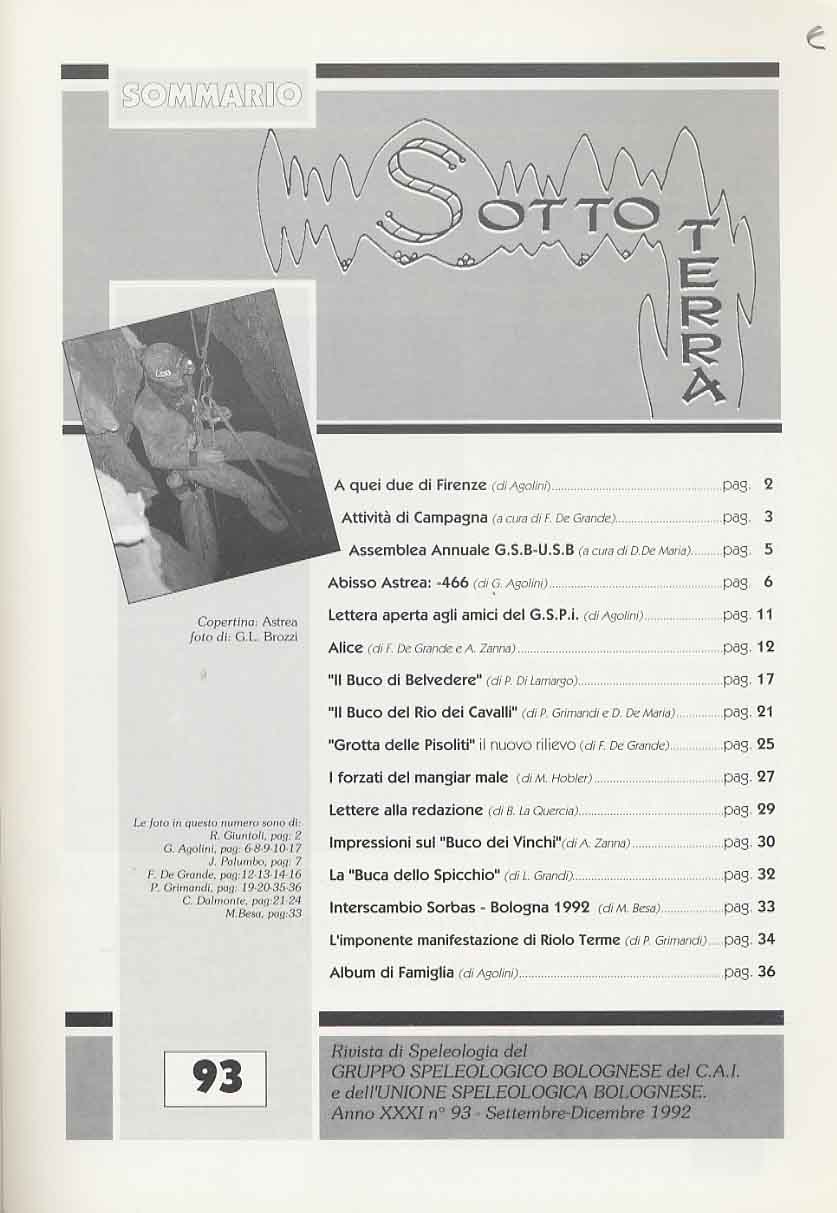 SOMMARIO
SOTTO
TERRA
A quei due di Firenze (di Agolini) pag. 2
Attività di Campagna (a cura di F. De Grande) pag. 3
Assemblea Annuale G.S.B-U.S.B (a cura di D.De Maria) pag. 5
Abisso Astrea: -466 (di G. Agolini) pag. 6
Lettera aperta agli amici del G.S.P.i. (di Agolini) pag. 11
Alice (di F. De Grande e A. Zanna) pag. 12
"Il Buco di Belvedere" (di P. Di Lamargo) pag. 17
"Il Buco del Rio dei Cavalli" (di P. Grimandi e D. De Maria) pag. 21
"Grotta delle Pisoliti" il nuovo rilievo (di F. De Grande) pag. 25
I forzati del mangiar male (di M. Hobler) pag. 27
Lettere alla redazione (di B. La Quercia) pag. 29
Impressioni sul "Buco dei Vinchi"(di A. Zanna) pag. 30
La "Buca dello Spicchio" (di L. Grandi) pag. 32
Interscambio Sorbas - Bologna 1992 (di M. Besa) pag. 33
L'imponente manifestazione di Riolo Terme (di P. Grimandi) pag. 34
Album di Famiglia (di Agolini) pag. 36
Copertina: Astrea
foto di: G.L. Brozzi
Le foto in questo numero sono di:
R. Giuntoli, pag: 2
G. Agolini, pag: 6-8-9-10-17
J. Palumbo, pag: 7
F. De Grande, pag:12-13-14-16
P. Grimandi, pag: 19-20-35-36
C. Dalmonte, pag:21-24
M.Besa, pag:33
93
Rivista di Speleologia del
GRUPPO SPELEOLOGICO BOLOGNESE del C.A.I.
e dell'UNIONE SPELEOLOGICA BOLOGNESE.
Anno XXXI n° 93 - Settembre-Dicembre 1992